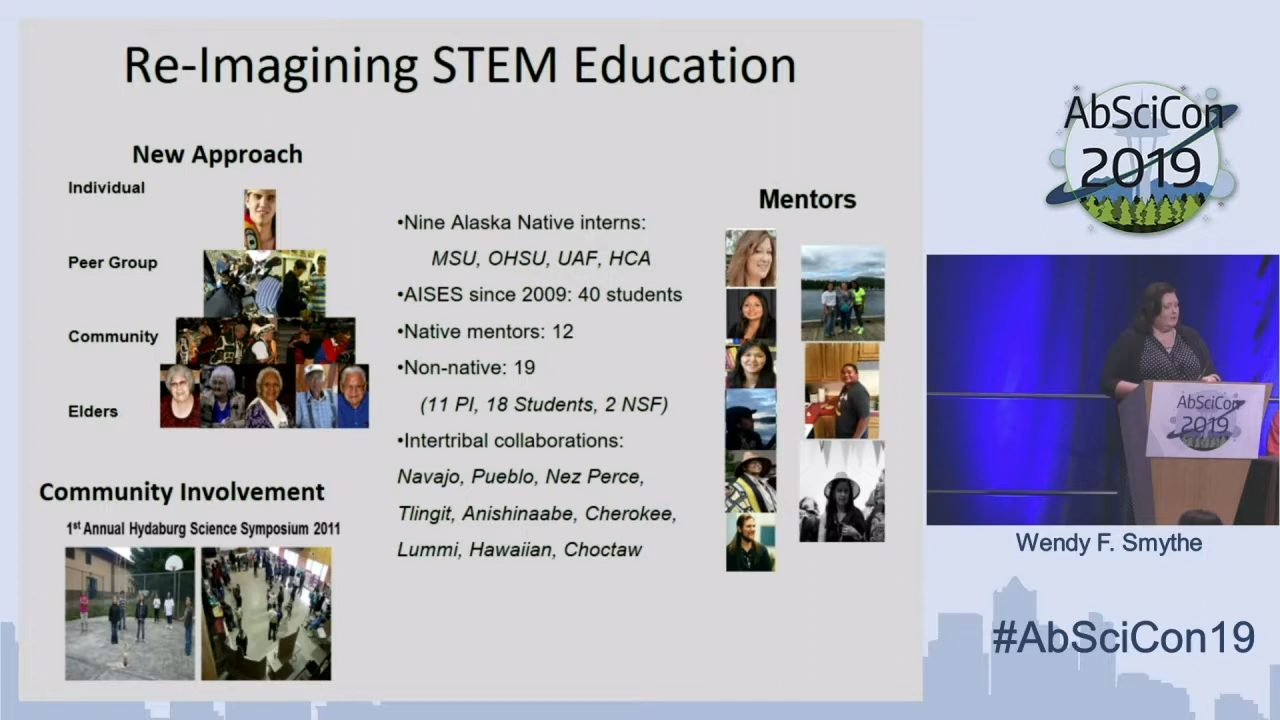 Re-Imagining STEM Education
New Approach
Individual
Peer Group
Community
Elders
Community Involvement
1st Annual Hydaburg Science Symposium 2011
•Nine Alaska Native interns:
MSU, OHSU, UAF, HCA
•AISES since 2009: 40 students
•Native mentors: 12
•Non-native: 19
(11 PI, 18 Students, 2 NSF)
•Intertribal collaborations:
Navajo, Pueblo, Nez Perce,
Tlingit, Anishinaabe, Cherokee,
Lummi, Hawaiian, Choctaw
Mentors
AbSciCon
2019
AbSciCon
2019
Wendy F. Smythe
#AbSciCon19